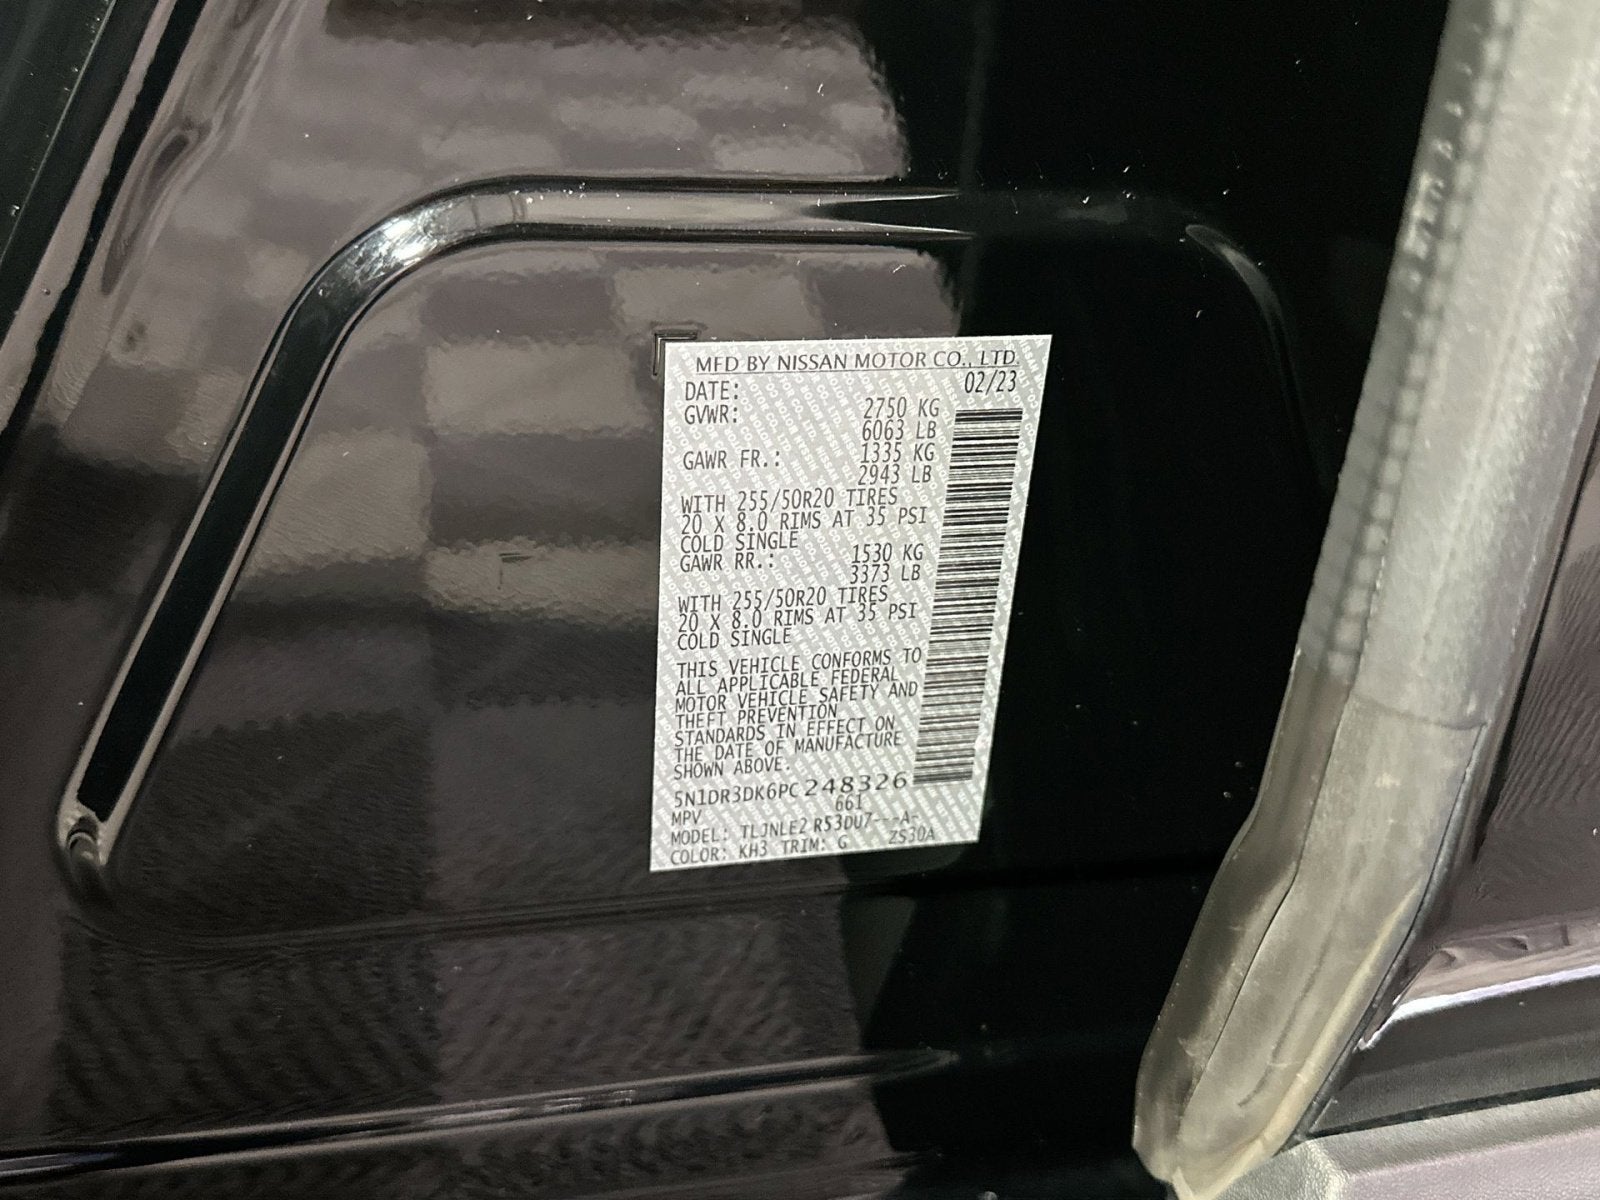 MFD BY NISSAN MOTOR CO., LTD.
DATE: 02/23
GVWR: 2750 KG
6063 LB
GAWR FR.: 1335 KG
2943 LB
WITH 255/50R20 TIRES
20 X 8.0 RIMS AT 35 PSI
COLD SINGLE
GAWR RR.: 1530 KG
3373 LB
WITH 255/50R20 TIRES
20 X 8.0 RIMS AT 35 PSI
COLD SINGLE
THIS VEHICLE CONFORMS TO
ALL APPLICABLE FEDERAL
MOTOR VEHICLE SAFETY AND
THEFT PREVENTION
STANDARDS IN EFFECT ON
THE DATE OF MANUFACTURE
SHOWN ABOVE.
5N1DR3DK6PC248326
661
MPV
MODEL: TLJNLE2 R53DU7---A-
COLOR: KH3 TRIM: G ZS30A